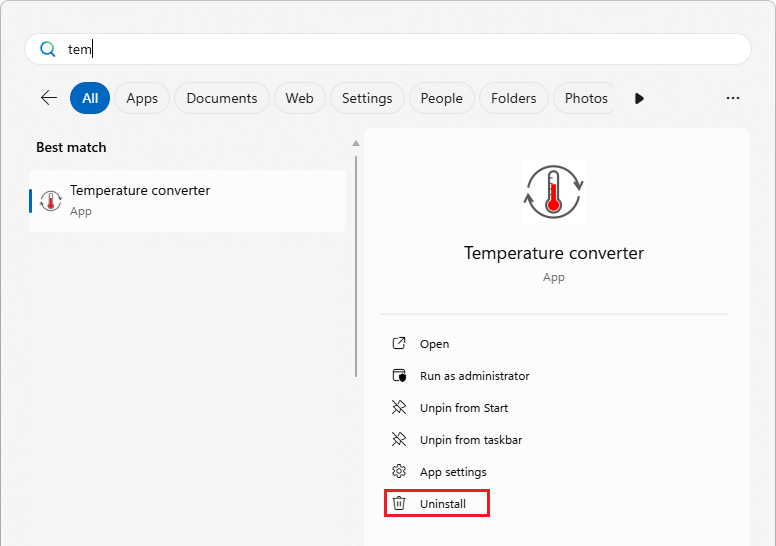 tem
All Apps Documents Web Settings People Folders Photos ...
Best match
Temperature converter
App
Temperature converter
App
Open
Run as administrator
Unpin from Start
Unpin from taskbar
App settings
Uninstall